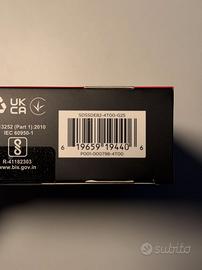 UK
CA
13252 (Part 1):2010
IEC 60950-1
R-41182303
www.bis.gov.in
SDSSDE82-4T00-G25
6 19659 19440 6
P001-000798-4T00
subito